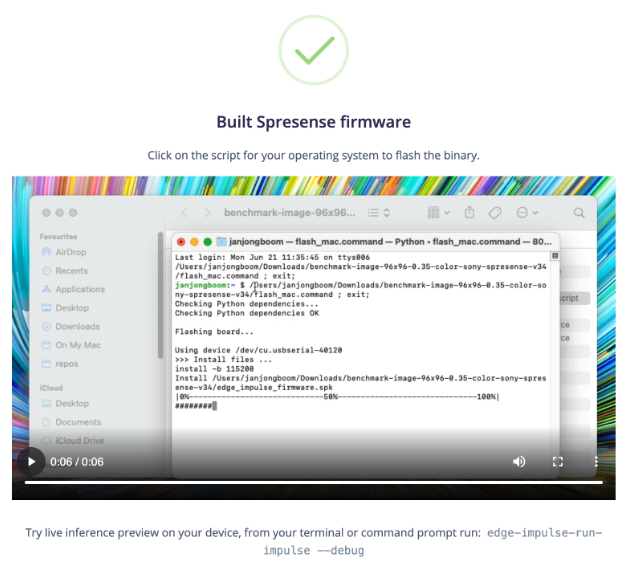 Built Spresense firmware
Click on the script for your operating system to flash the binary.
benchmark-image-96x96...
Favourites
AirDrop
Recents
Applications
Desktop
Downloads
On My Mac
repos
iCloud
Desktop
Documents
iCloud Drive
janjongboom — flash_mac.command — Python • flash_mac.command — 80...
Last login: Mon Jun 21 11:35:45 on ttys006
/Users/janjongboom/Downloads/benchmark-image-96x96-0.35-color-sony-spresense-v34
/flash_mac.command ; exit;
janjongboom:~ $ /Users/janjongboom/Downloads/benchmark-image-96x96-0.35-color-so
ny-spresense-v34/flash_mac.command ; exit;
Checking Python dependencies...
Checking Python dependencies OK
Flashing board...
Using device /dev/cu.usbserial-40120
>>> Install files ...
install -b 115200
Install /Users/janjongboom/Downloads/benchmark-image-96x96-0.35-color-sony-spres
ense-v34/edge_impulse_firmware.spk
|0%-----------------------------50%------------------------------100%|
########
cript
ce
ce
0:06 / 0:06
Try live inference preview on your device, from your terminal or command prompt run: edge-impulse-run-
impulse --debug